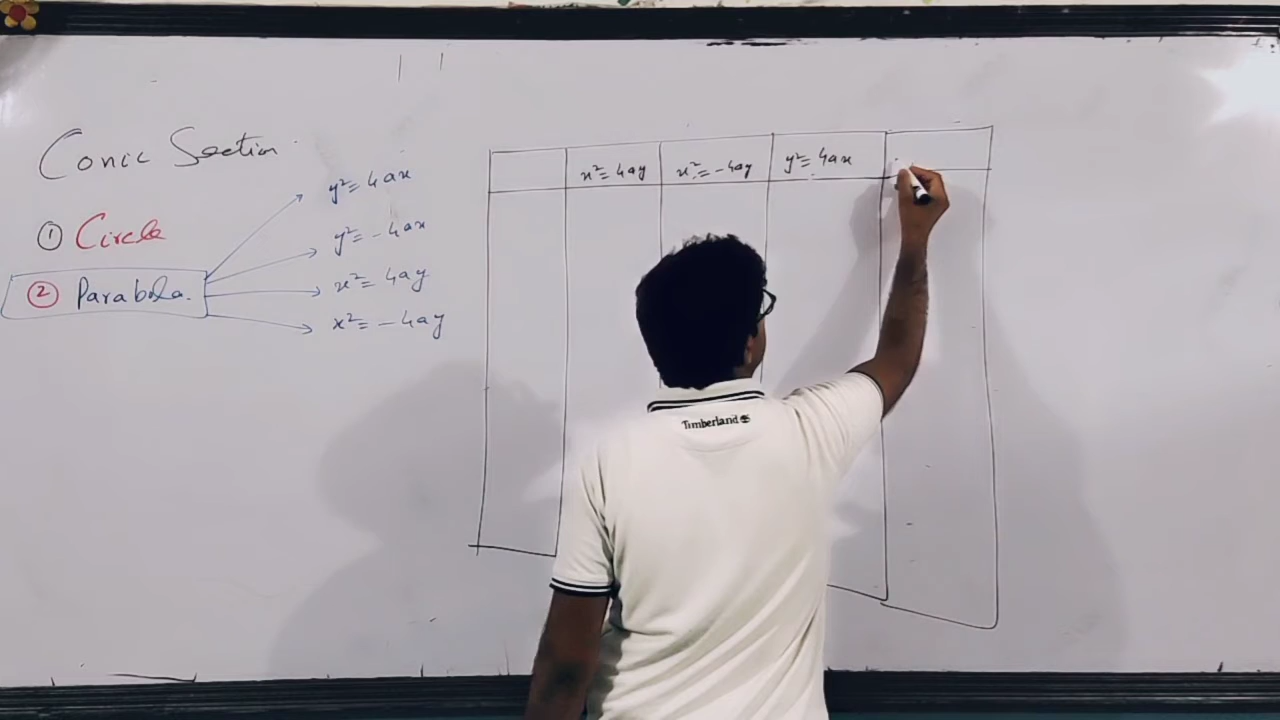 Conic Section
① Circle
② Parabola.
y² = 4ax
y² = -4ax
x² = 4ay
x² = -4ay
x² = 4ay x² = -4ay y² = 4ax
Timberland